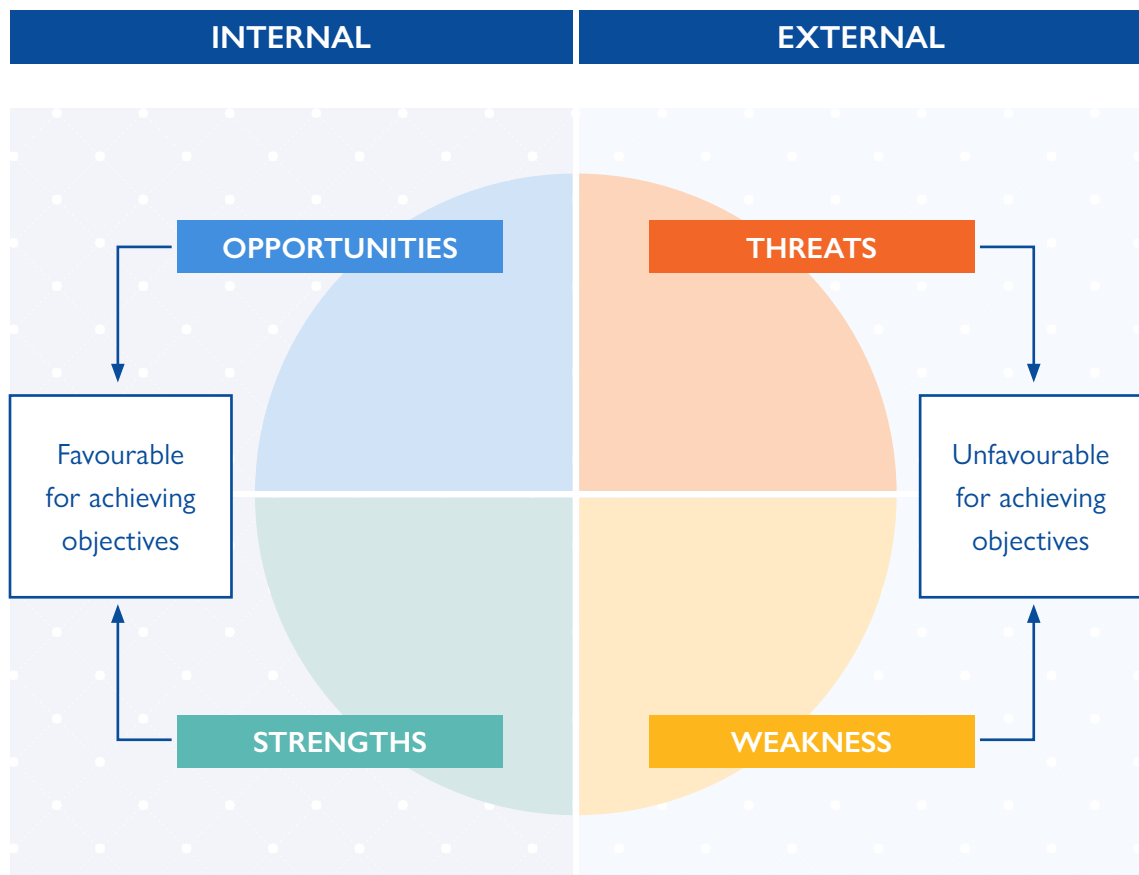 INTERNAL
EXTERNAL
OPPORTUNITIES
THREATS
Favourable
for achieving
objectives
Unfavourable
for achieving
objectives
STRENGTHS
WEAKNESS